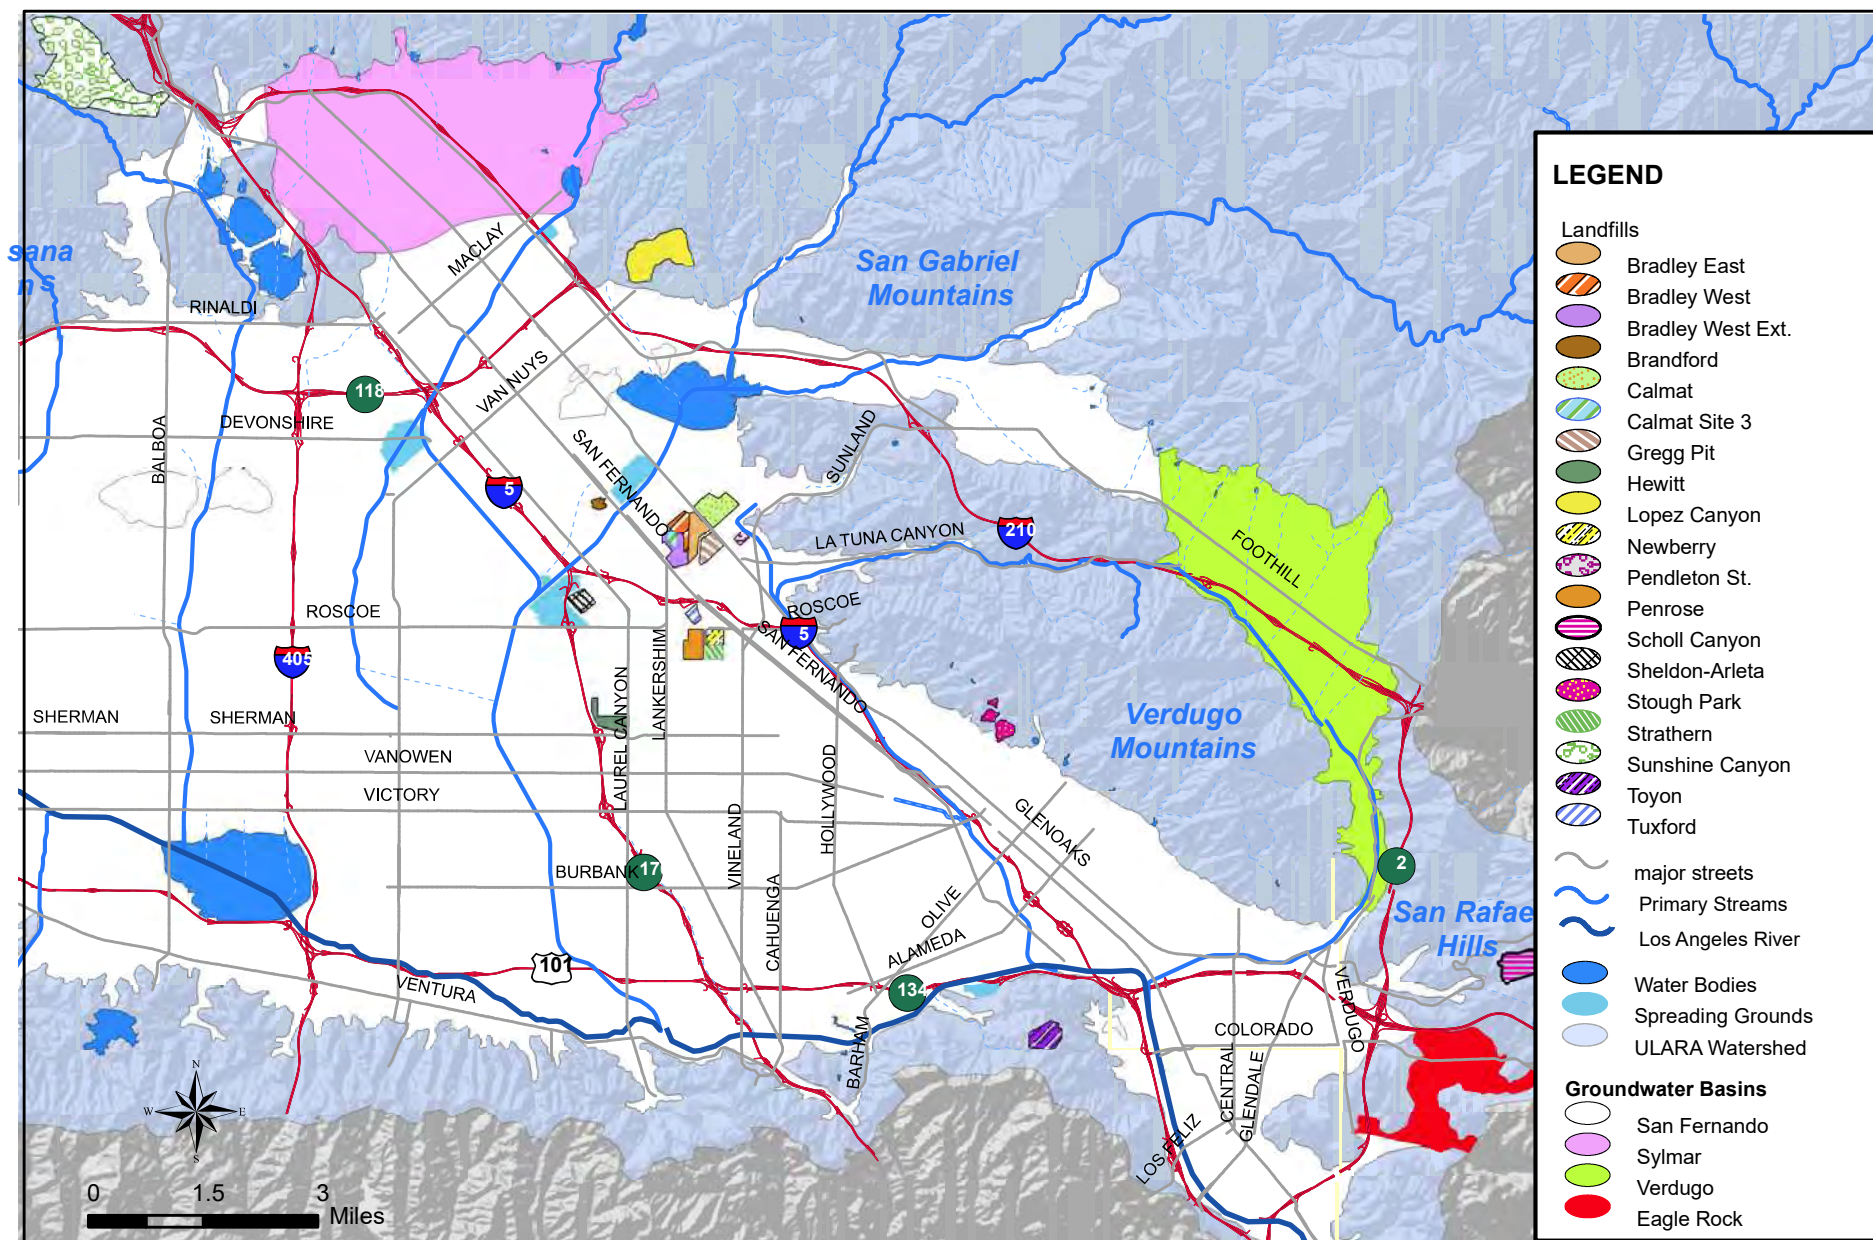 sana
n s
San Gabriel
Mountains
Verdugo
Mountains
San Rafae
Hills
RINALDI
MACLAY
VAN NUYS
118
DEVONSHIRE
BALBOA
SAN FERNANDO
SUNLAND
5
210
LA TUNA CANYON
FOOTHILL
ROSCOE
ROSCOE
5
SAN FERNANDO
405
LAUREL CANYON
LANKERSHIM
SHERMAN
SHERMAN
VANOWEN
VICTORY
HOLLYWOOD
VINELAND
GLENOAKS
BURBANK
17
2
CAHUENGA
OLIVE
ALAMEDA
101
134
VENTURA
BARHAM
VERDUGO
COLORADO
CENTRAL
GLENDALE
LOS FELIZ
N
W
E
S
0 1.5 3
Miles
LEGEND
Landfills
Bradley East
Bradley West
Bradley West Ext.
Brandford
Calmat
Calmat Site 3
Gregg Pit
Hewitt
Lopez Canyon
Newberry
Pendleton St.
Penrose
Scholl Canyon
Sheldon-Arleta
Stough Park
Strathern
Sunshine Canyon
Toyon
Tuxford
major streets
Primary Streams
Los Angeles River
Water Bodies
Spreading Grounds
ULARA Watershed
Groundwater Basins
San Fernando
Sylmar
Verdugo
Eagle Rock